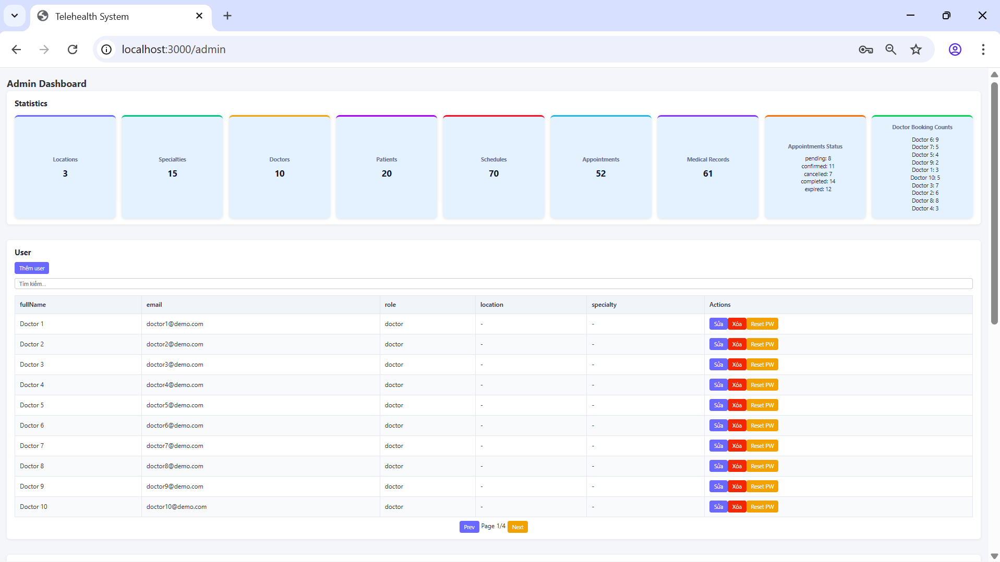 Telehealth System
localhost:3000/admin
Admin Dashboard
Statistics
Locations
3
Specialties
15
Doctors
10
Patients
20
Schedules
70
Appointments
52
Medical Records
61
Appointments Status
pending: 8
confirmed: 11
cancelled: 7
completed: 14
expired: 12
Doctor Booking Counts
Doctor 6: 9
Doctor 7: 5
Doctor 5: 4
Doctor 9: 2
Doctor 1: 3
Doctor 10: 5
Doctor 3: 7
Doctor 2: 6
Doctor 8: 8
Doctor 4: 3
User
Thêm user
Tìm kiếm...
fullName email role location specialty Actions
Doctor 1 doctor1@demo.com doctor - - Sửa Xóa Reset PW
Doctor 2 doctor2@demo.com doctor - - Sửa Xóa Reset PW
Doctor 3 doctor3@demo.com doctor - - Sửa Xóa Reset PW
Doctor 4 doctor4@demo.com doctor - - Sửa Xóa Reset PW
Doctor 5 doctor5@demo.com doctor - - Sửa Xóa Reset PW
Doctor 6 doctor6@demo.com doctor - - Sửa Xóa Reset PW
Doctor 7 doctor7@demo.com doctor - - Sửa Xóa Reset PW
Doctor 8 doctor8@demo.com doctor - - Sửa Xóa Reset PW
Doctor 9 doctor9@demo.com doctor - - Sửa Xóa Reset PW
Doctor 10 doctor10@demo.com doctor - - Sửa Xóa Reset PW
Prev Page 1/4 Next